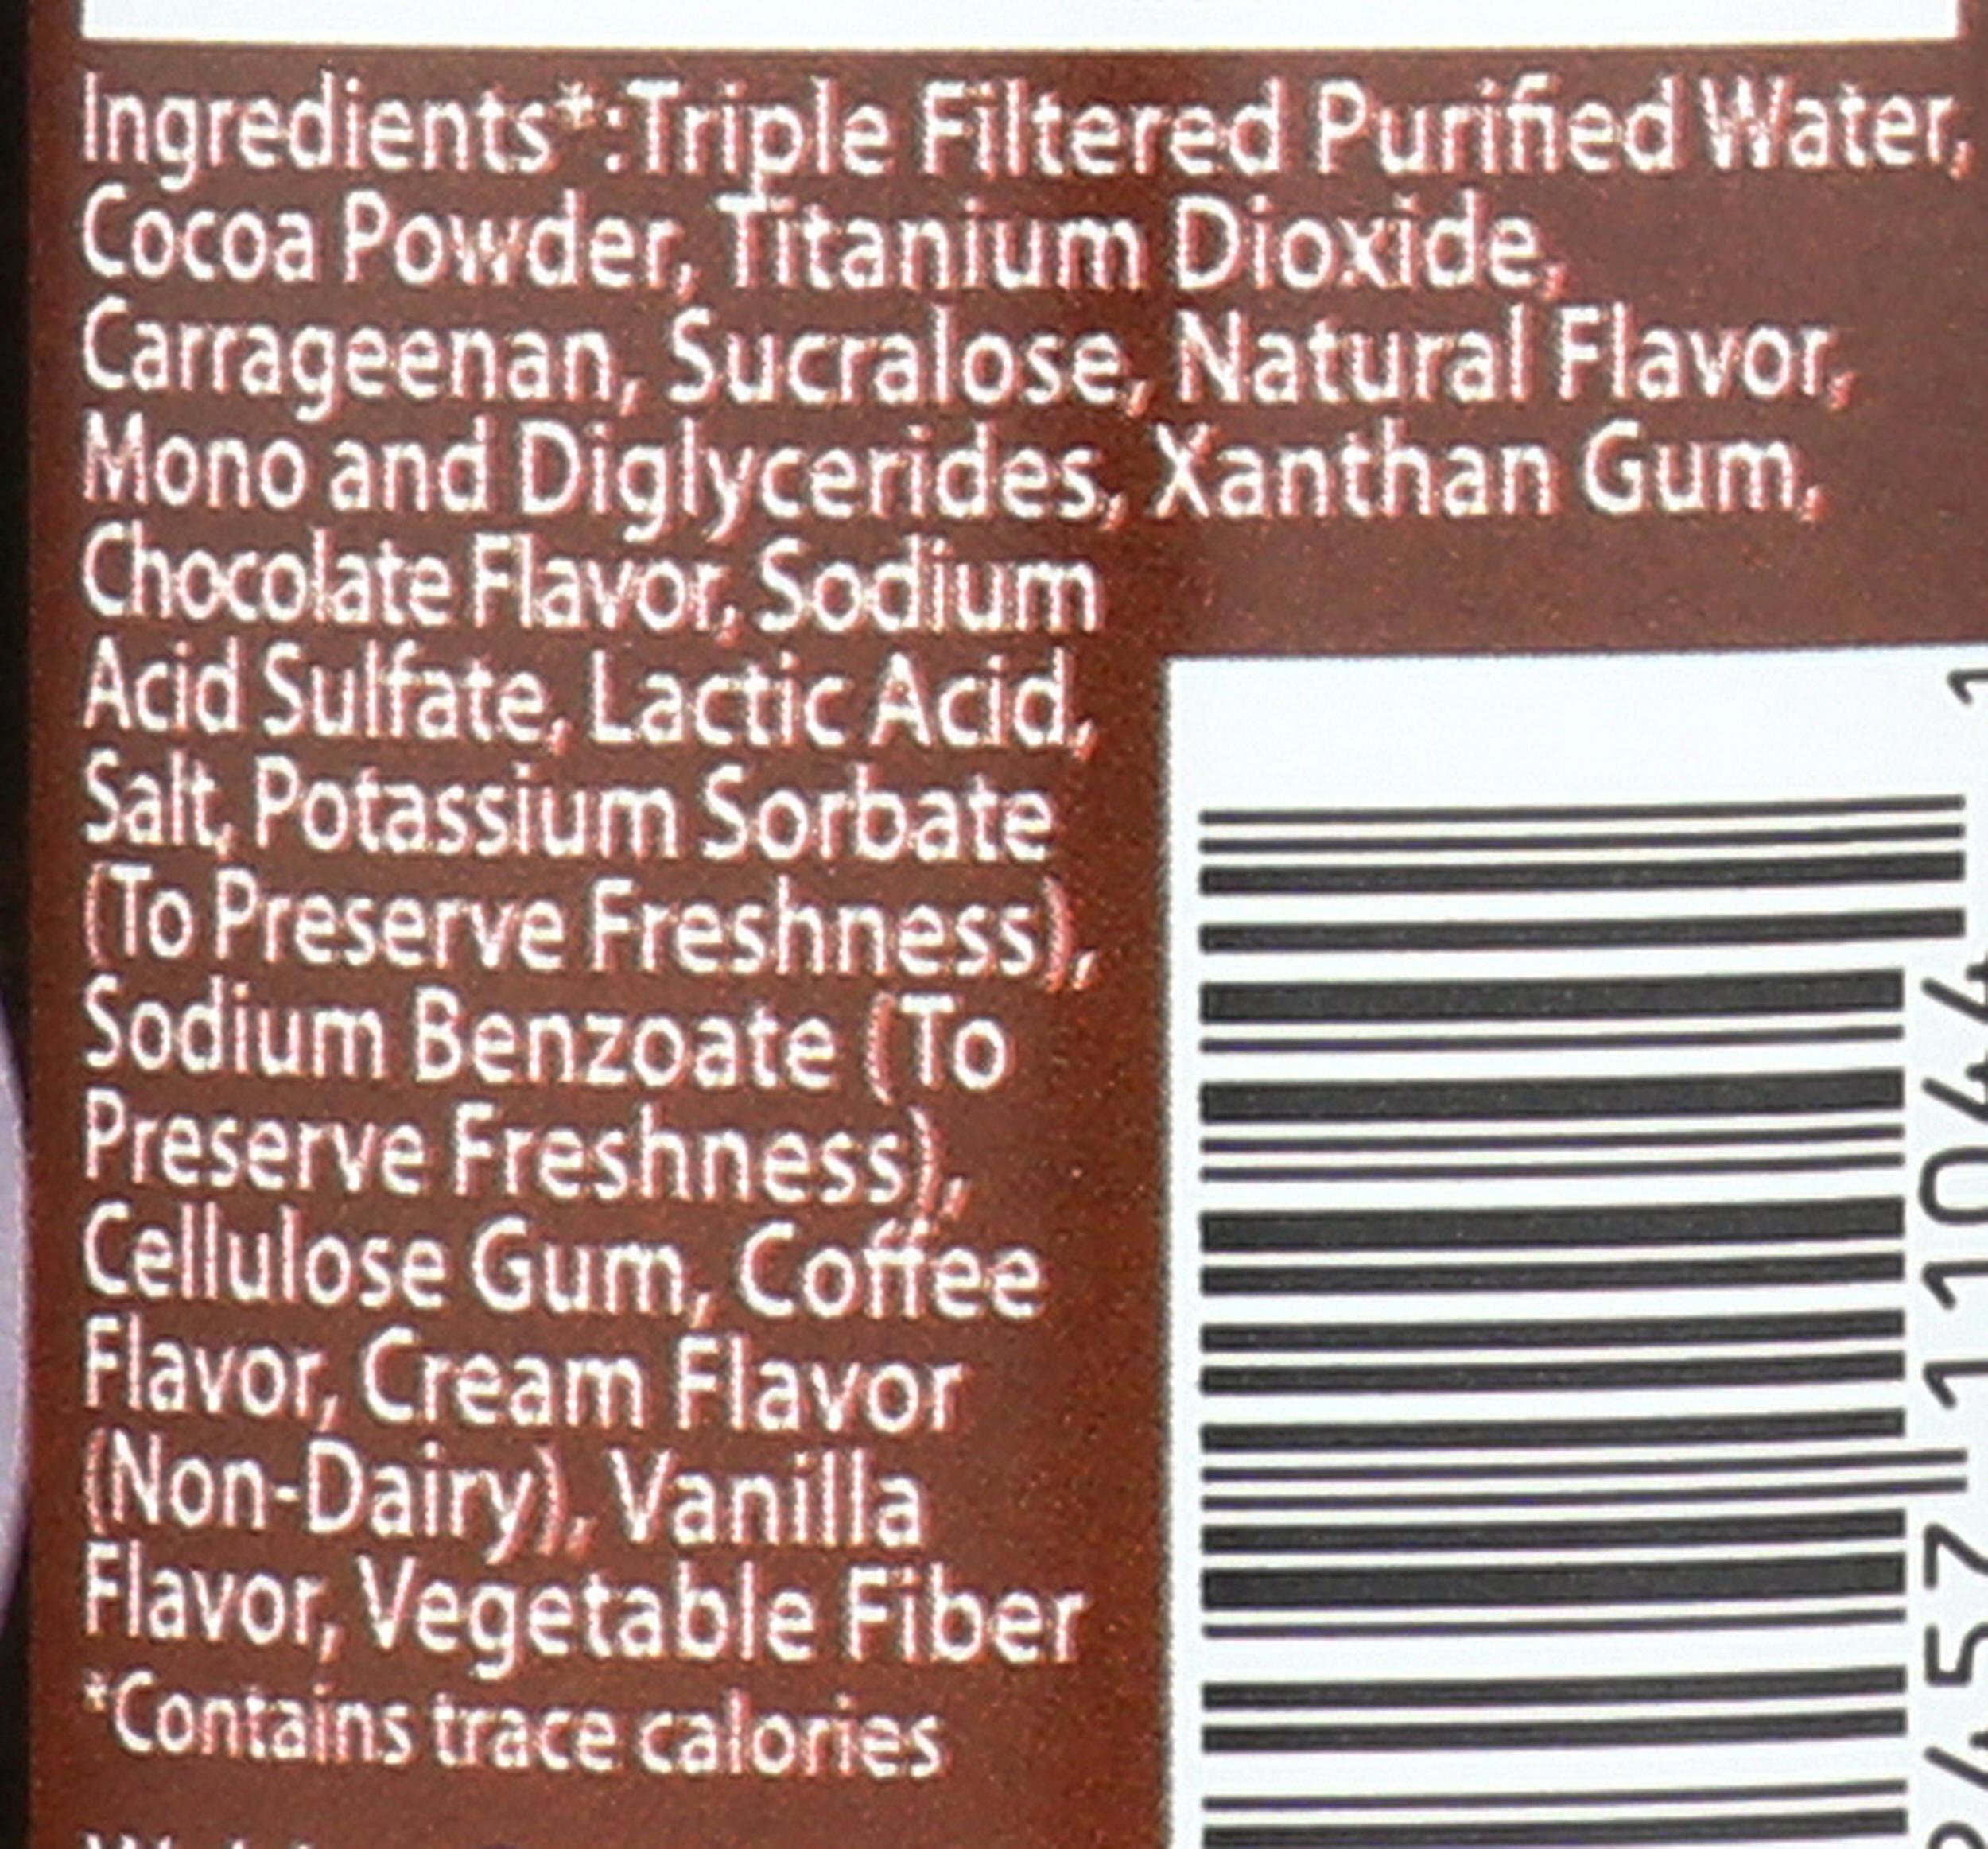 Ingredients*:Triple Filtered Purified Water,
Cocoa Powder, Titanium Dioxide,
Carrageenan, Sucralose, Natural Flavor,
Mono and Diglycerides, Xanthan Gum,
Chocolate Flavor, Sodium
Acid Sulfate, Lactic Acid,
Salt, Potassium Sorbate
(To Preserve Freshness),
Sodium Benzoate (To
Preserve Freshness),
Cellulose Gum, Coffee
Flavor, Cream Flavor
(Non-Dairy), Vanilla
Flavor, Vegetable Fiber
*Contains trace calories